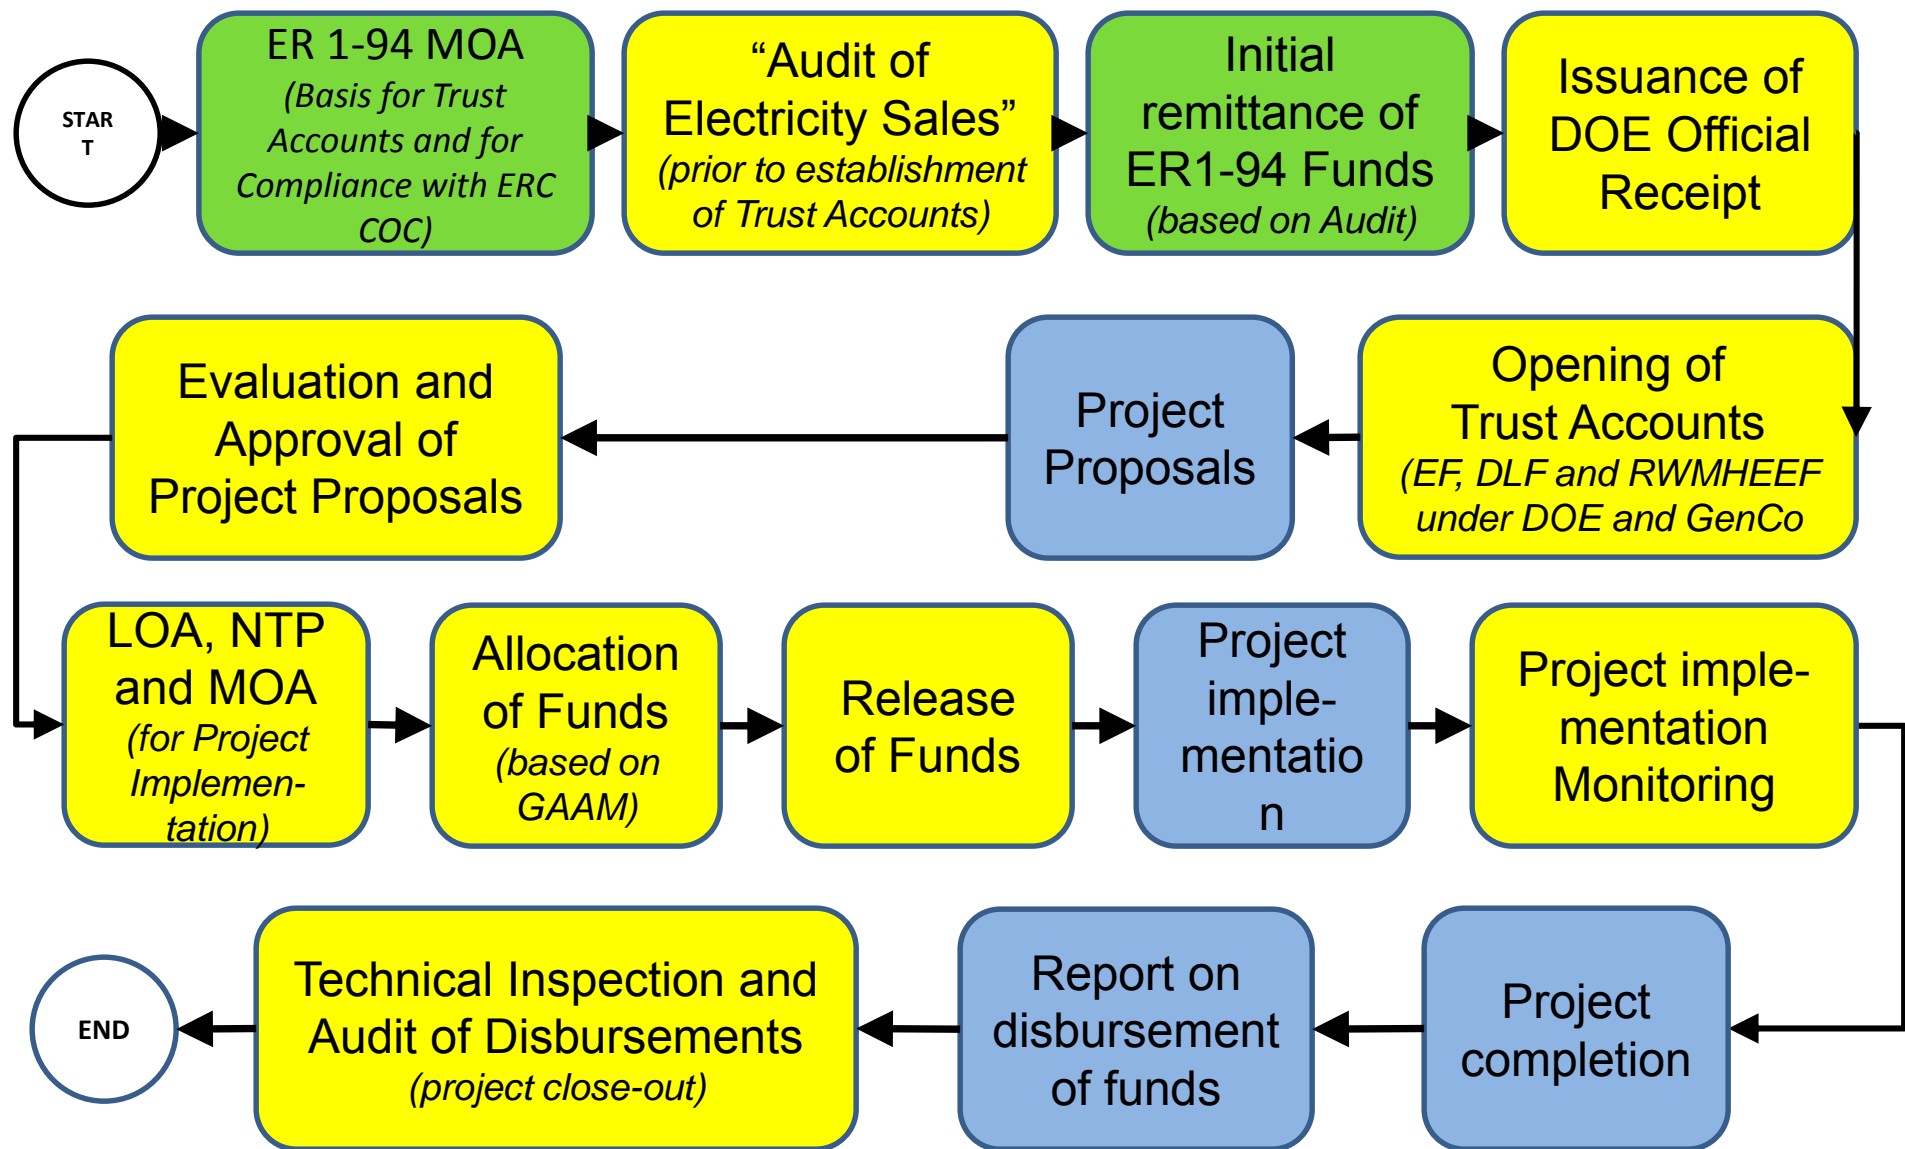 STAR
T
ER 1-94 MOA
(Basis for Trust
Accounts and for
Compliance with ERC
COC)
“Audit of
Electricity Sales”
(prior to establishment
of Trust Accounts)
Initial
remittance of
ER1-94 Funds
(based on Audit)
Issuance of
DOE Official
Receipt
Opening of
Trust Accounts
(EF, DLF and RWMHEEF
under DOE and GenCo
Project
Proposals
Evaluation and
Approval of
Project Proposals
LOA, NTP
and MOA
(for Project
Implemen-
tation)
Allocation
of Funds
(based on
GAAM)
Release
of Funds
Project
imple-
mentatio
n
Project imple-
mentation
Monitoring
Project
completion
Report on
disbursement
of funds
Technical Inspection and
Audit of Disbursements
(project close-out)
END